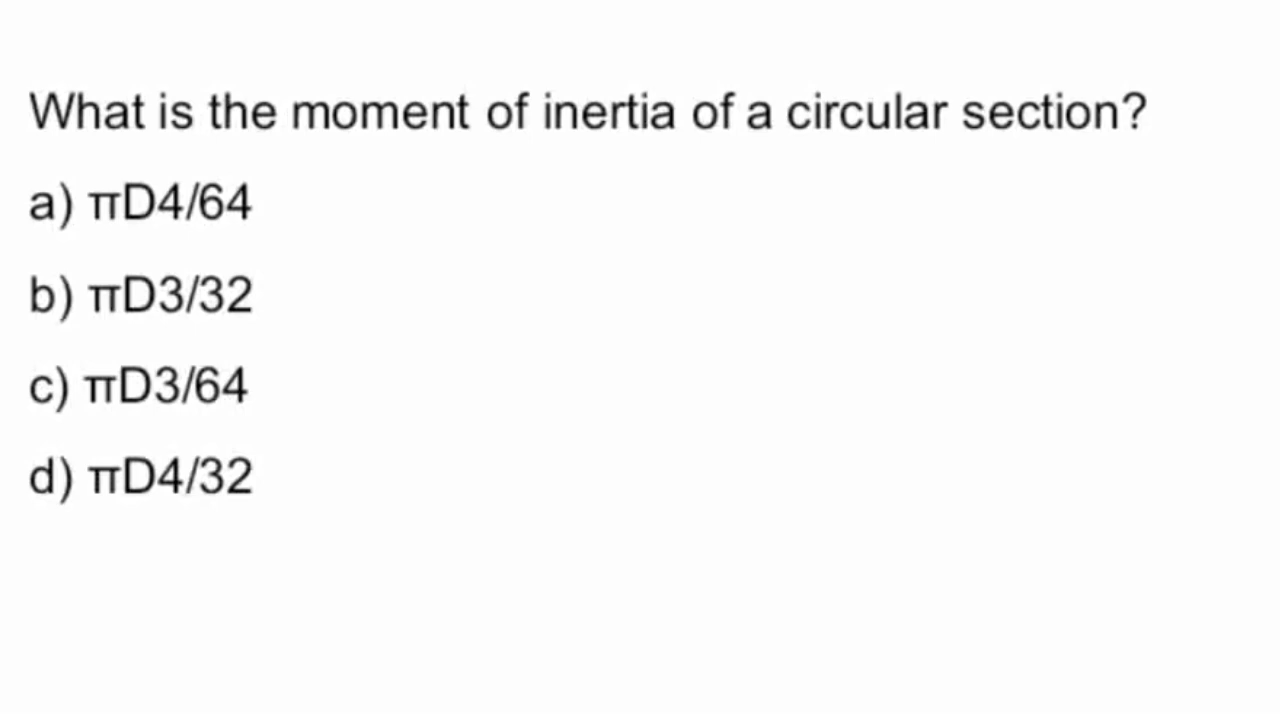 What is the moment of inertia of a circular section?
a) πD4/64
b) πD3/32
c) πD3/64
d) πD4/32